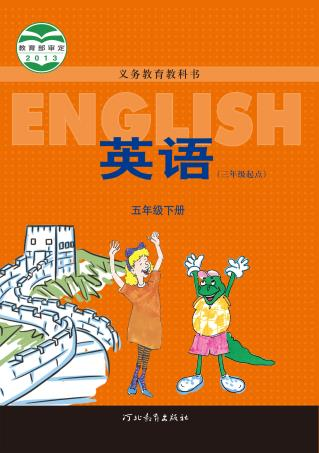 教育部审定
2013
义务教育教科书
ENGLISH
英语
（三年级起点）
五年级下册
河北教育出版社